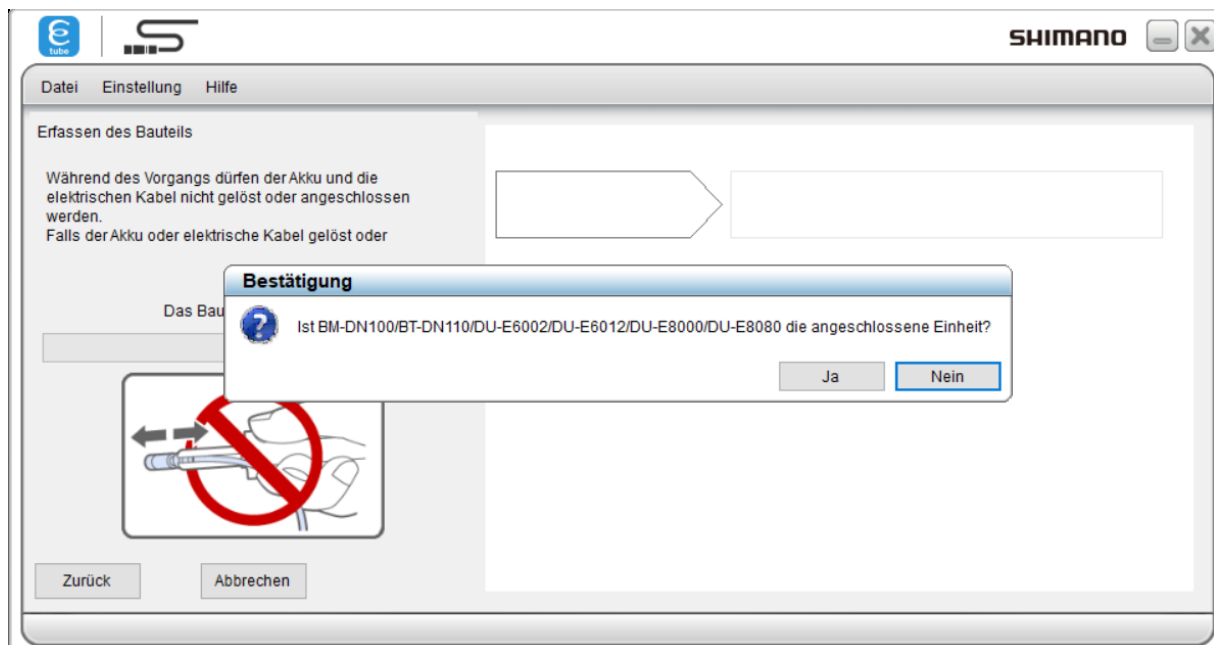 tube
SHIMANO
Datei Einstellung Hilfe
Erfassen des Bauteils
Während des Vorgangs dürfen der Akku und die
elektrischen Kabel nicht gelöst oder angeschlossen
werden.
Falls der Akku oder elektrische Kabel gelöst oder
Das Bau
Bestätigung
Ist BM-DN100/BT-DN110/DU-E6002/DU-E6012/DU-E8000/DU-E8080 die angeschlossene Einheit?
Ja Nein
Zurück Abbrechen